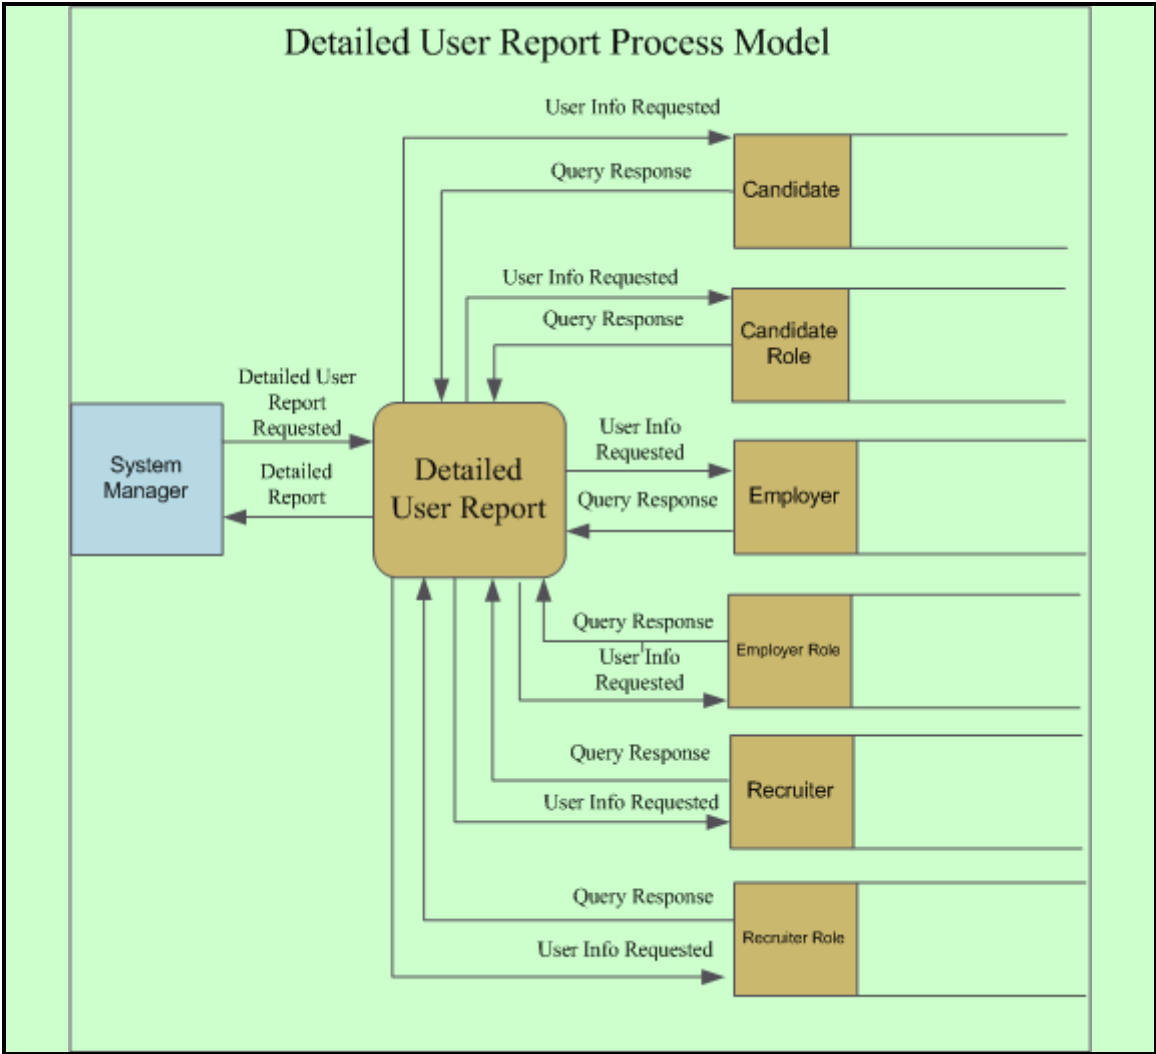 Detailed User Report Process Model
User Info Requested
Query Response
Candidate
User Info Requested
Query Response
Candidate
Role
Detailed User
Report
Requested
System
Manager
Detailed
Report
Detailed
User Report
User Info
Requested
Query Response
Employer
Query Response
User Info
Requested
Employer Role
Query Response
User Info Requested
Recruiter
Query Response
User Info Requested
Recruiter Role